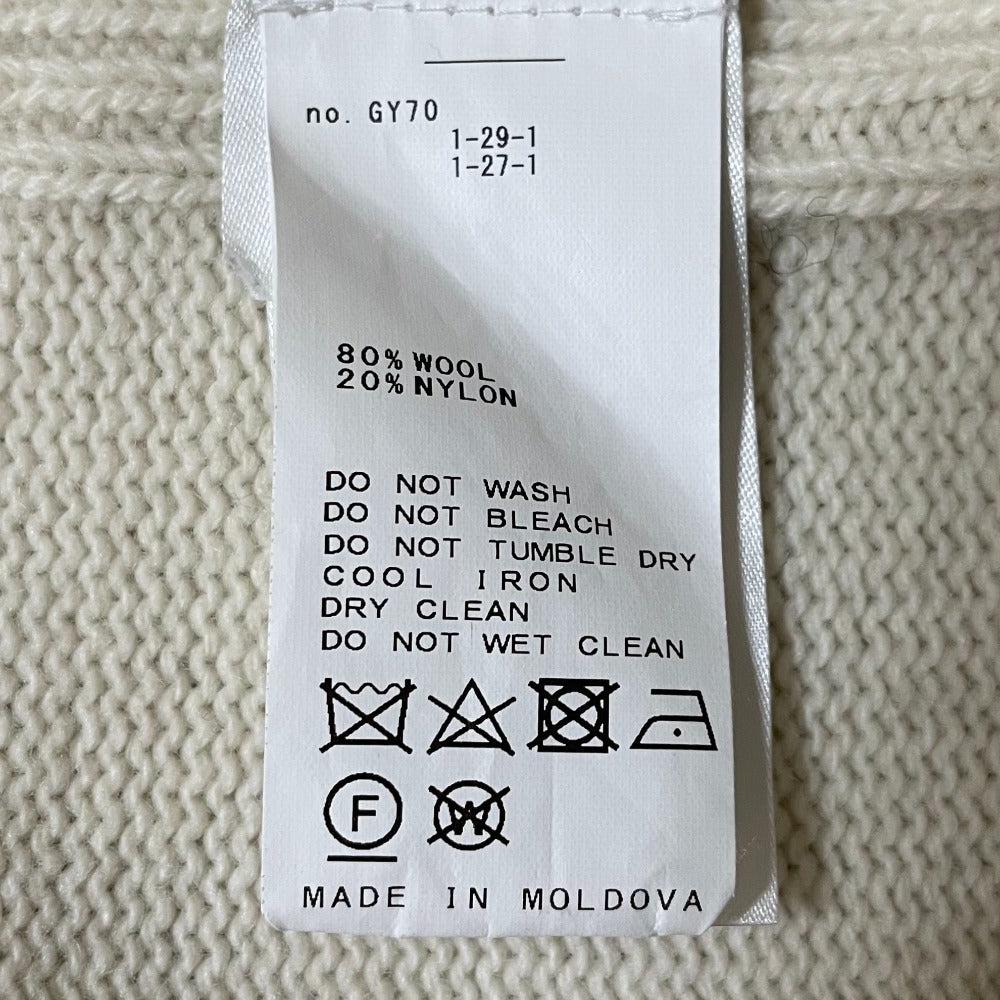 no. GY70
1-29-1
1-27-1
80% WOOL
20% NYLON
DO NOT WASH
DO NOT BLEACH
DO NOT TUMBLE DRY
COOL IRON
DRY CLEAN
DO NOT WET CLEAN
F W
MADE IN MOLDOVA